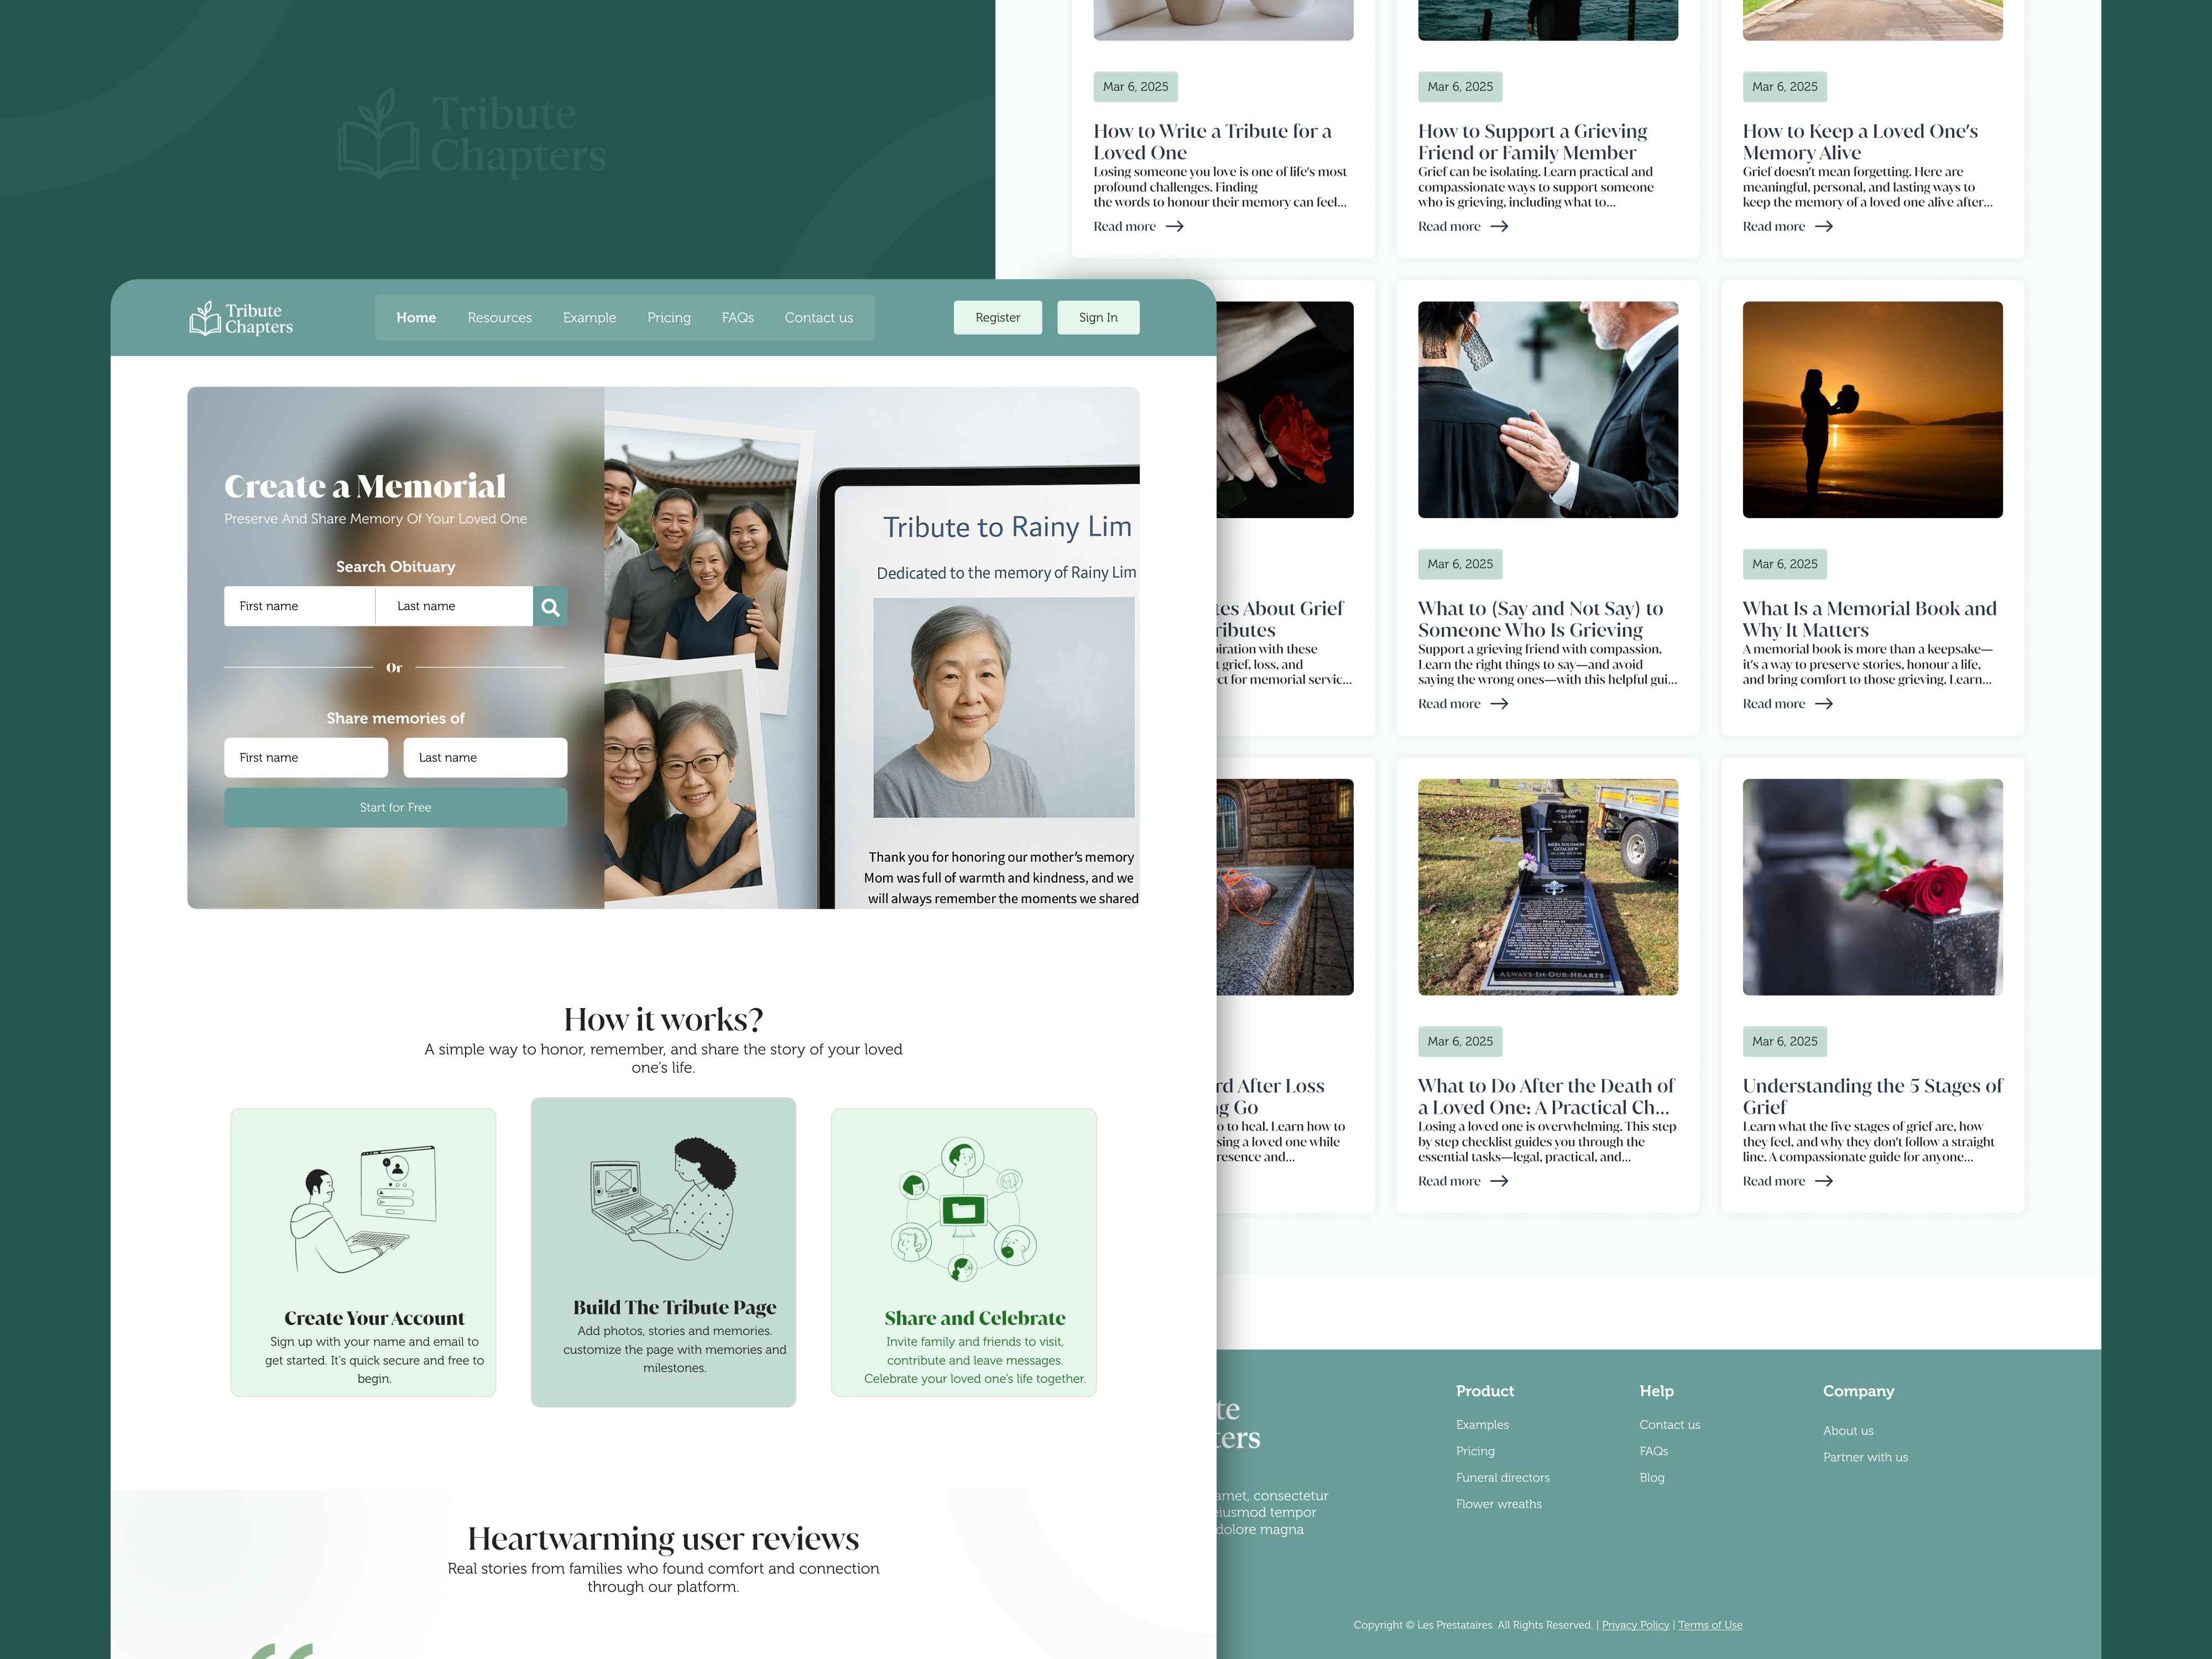 Tribute
Chapters
Mar 6, 2025
How to Write a Tribute for a
Loved One
Losing someone you love is one of life's most
profound challenges. Finding
the words to honour their memory can feel...
Read more
Mar 6, 2025
How to Support a Grieving
Friend or Family Member
Grief can be isolating. Learn practical and
compassionate ways to support someone
who is grieving, including what to...
Read more
Mar 6, 2025
How to Keep a Loved One's
Memory Alive
Grief doesn't mean forgetting. Here are
meaningful, personal, and lasting ways to
keep the memory of a loved one alive after...
Read more
Tribute
Chapters
Home
Resources
Example
Pricing
FAQs
Contact us
Register
Sign In
Create a Memorial
Preserve And Share Memory Of Your Loved One
Search Obituary
First name
Last name
Or
Share memories of
First name
Last name
Start for Free
Tribute to Rainy Lim
Dedicated to the memory of Rainy Lim
Thank you for honoring our mother's memory
Mom was full of warmth and kindness, and we
will always remember the moments we shared
How it works?
A simple way to honor, remember, and share the story of your loved
one's life.
Create Your Account
Sign up with your name and email to
get started. It's quick secure and free to
begin.
Build The Tribute Page
Add photos, stories and memories.
customize the page with memories and
milestones.
Share and Celebrate
Invite family and friends to visit,
contribute and leave messages.
Celebrate your loved one's life together.
Heartwarming user reviews
Real stories from families who found comfort and connection
through our platform.
tes About Grief
ributes
piration with these
t grief, loss, and
ct for memorial servic...
Mar 6, 2025
What to (Say and Not Say) to
Someone Who Is Grieving
Support a grieving friend with compassion.
Learn the right things to say—and avoid
saying the wrong ones—with this helpful gui...
Read more
Mar 6, 2025
What Is a Memorial Book and
Why It Matters
A memorial book is more than a keepsake—
it's a way to preserve stories, honour a life,
and bring comfort to those grieving. Learn...
Read more
rd After Loss
ng Go
o to heal. Learn how to
sing a loved one while
resence and...
ALWAYS IN OUR HEARTS
Mar 6, 2025
What to Do After the Death of
a Loved One: A Practical Ch...
Losing a loved one is overwhelming. This step
by step checklist guides you through the
essential tasks—legal, practical, and...
Read more
Mar 6, 2025
Understanding the 5 Stages of
Grief
Learn what the five stages of grief are, how
they feel, and why they don't follow a straight
line. A compassionate guide for anyone...
Read more
te
ters
amet, consectetur
eiusmod tempor
dolore magna
Product
Examples
Pricing
Funeral directors
Flower wreaths
Help
Contact us
FAQs
Blog
Company
About us
Partner with us
Copyright © Les Prestataires. All Rights Reserved. | Privacy Policy | Terms of Use